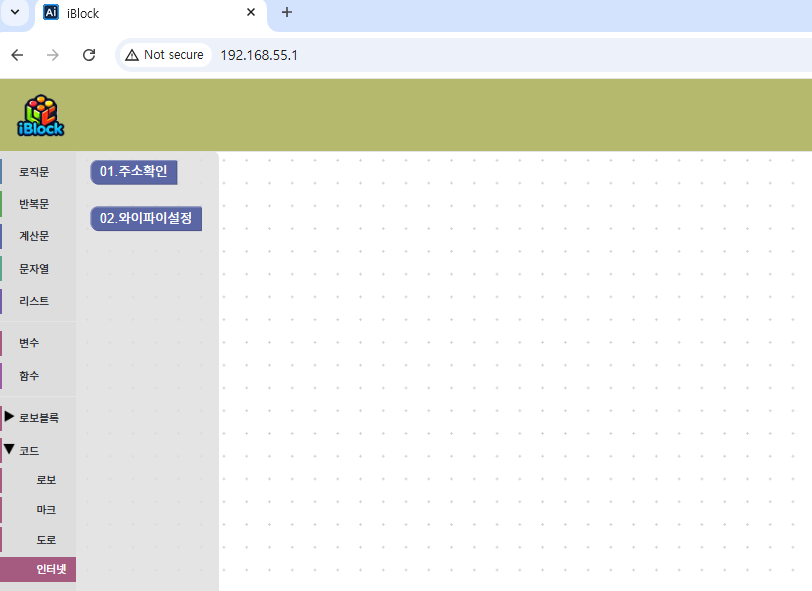 Ai iBlock
Not secure 192.168.55.1
iBlock
로직문
반복문
계산문
문자열
리스트
변수
함수
로보블록
코드
로보
마크
도로
인터넷
01.주소확인
02.와이파이설정